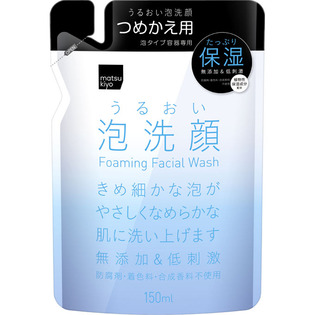 うるおい泡洗顔
つめかえ用
泡タイプ容器専用
たっぷり
保湿
無添加&低刺激
matsu
kiyo
うるおい
泡洗顔
Foaming Facial Wash
きめ細かな泡が
やさしくなめらかな
肌に洗い上げます
無添加&低刺激
防腐剤・着色料・合成香料不使用
150ml